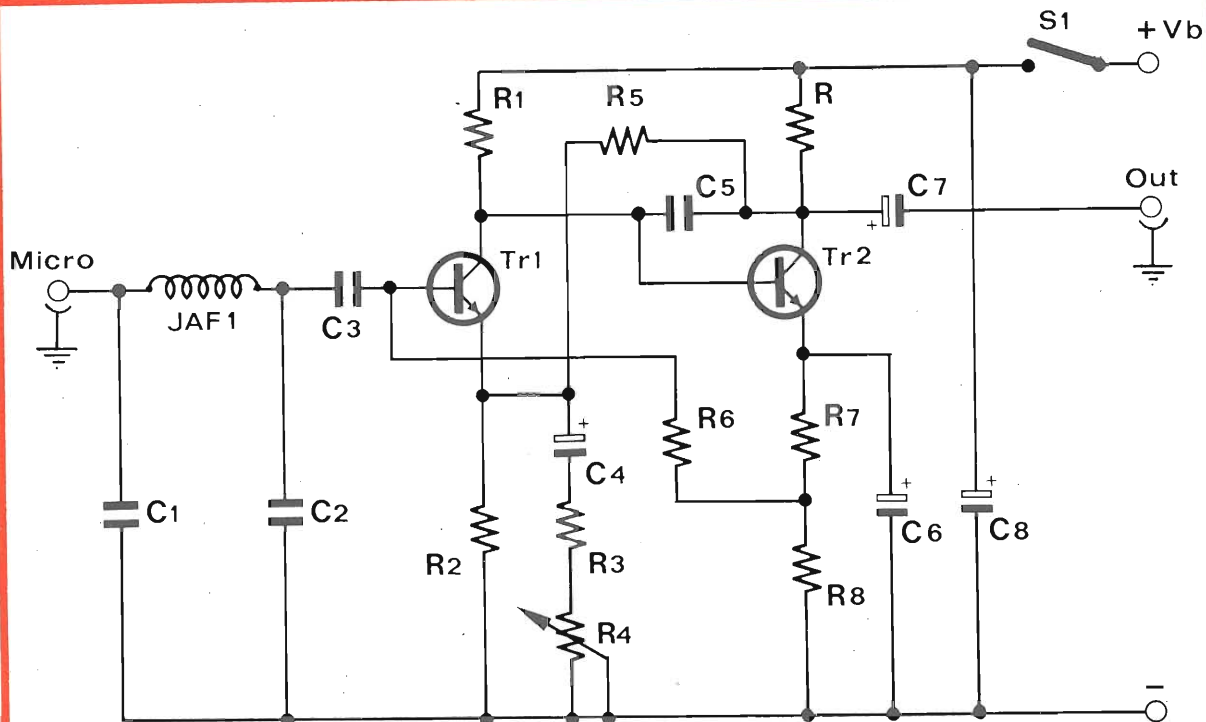 S1
+Vb
R1
R5
R
C5
C7
Out
Micro
Tr1
Tr2
JAF1
C3
+
R6
R7
+
C4
+
+
C1
C2
C6
C8
R2
R3
R8
R4
-